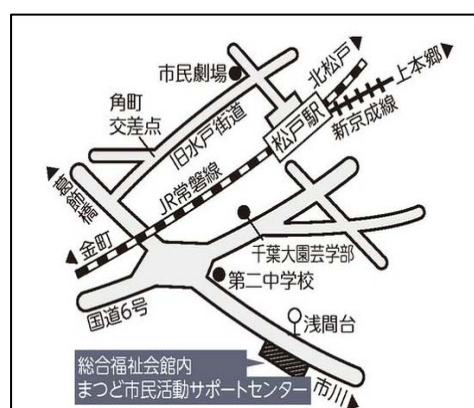 市民劇場
北松戸
上本郷
角町
交差点
旧水戸街道
松戸駅
新京成線
葛飾橋
JR常磐線
金町
千葉大園芸学部
第二中学校
国道6号
浅間台
総合福祉会館内
まつど市民活動サポートセンター
市川